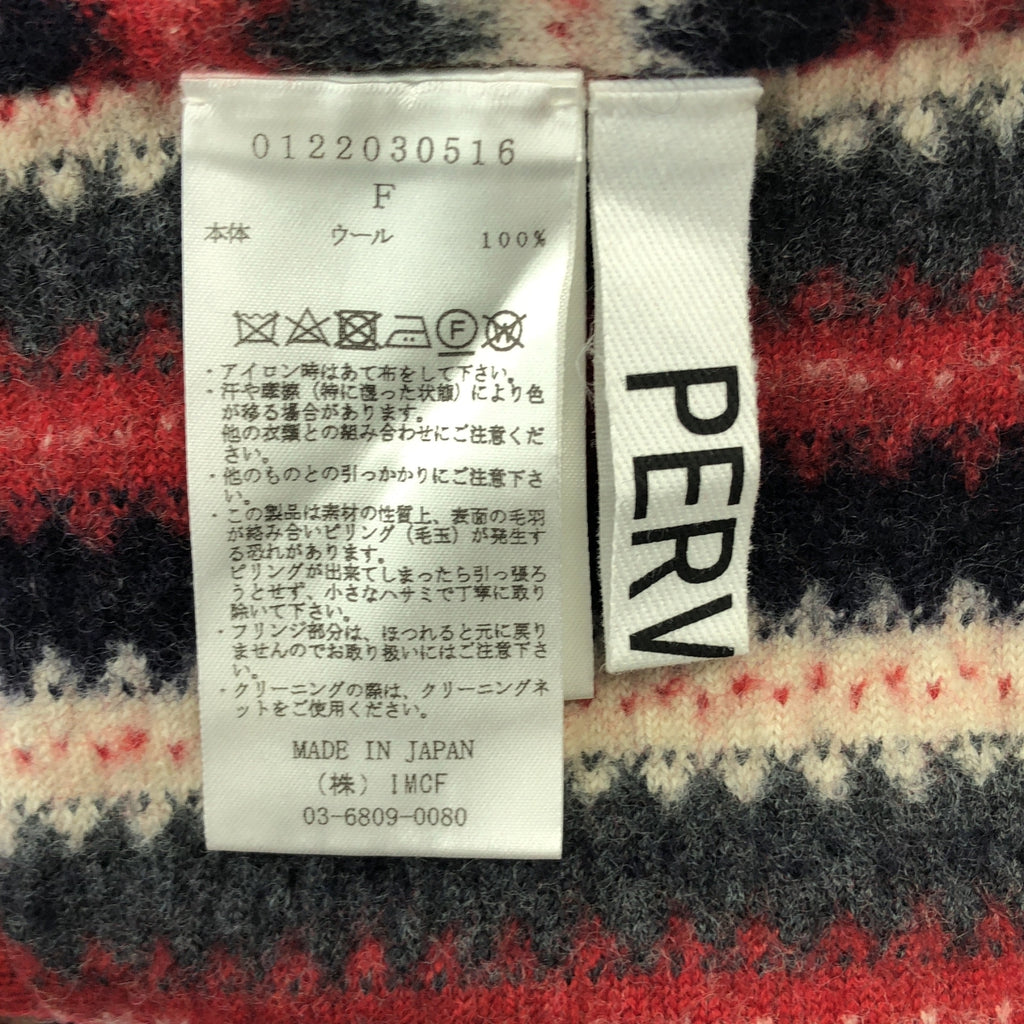 0122030516
F
本体 ウール 100%
F
W
・アイロン時はあて布をして下さい。
・汗や摩擦（特に湿った状態）により色
が移る場合があります。
他の衣類との組み合わせにご注意くだ
さい。
・他のものとの引っかかりにご注意下さ
い。
・この製品は素材の性質上、表面の毛羽
が絡み合いピリング（毛玉）が発生す
る恐れがあります。
ピリングが出来てしまったら引っ張ろ
うとせず、小さなハサミで丁寧に取り
除いて下さい。
・フリンジ部分は、ほつれると元に戻り
ませんのでお取り扱いにはご注意下さ
い。
・クリーニングの際は、クリーニングネ
ットをご使用ください。
MADE IN JAPAN
（株）IMCF
03-6809-0080
PERV